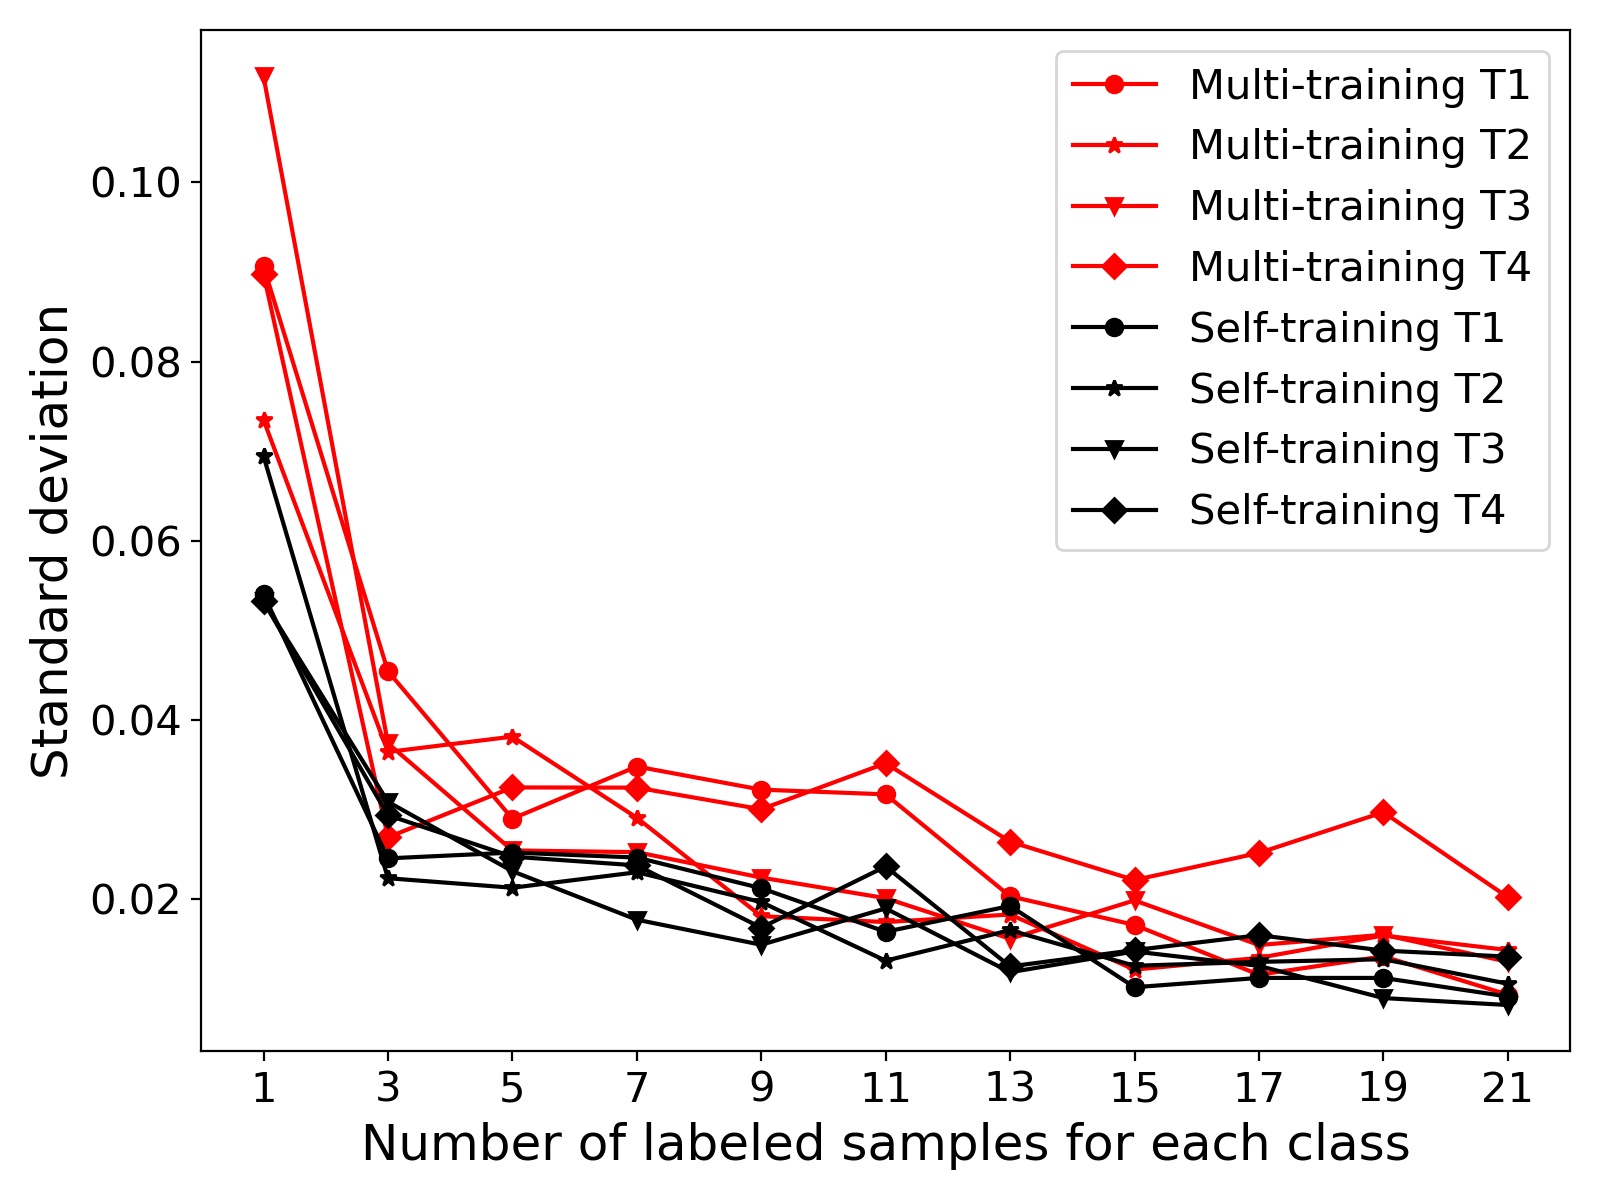 Multi-training T1
Multi-training T2
Multi-training T3
Multi-training T4
Self-training T1
Self-training T2
Self-training T3
Self-training T4
Standard deviation
0.10
0.08
0.06
0.04
0.02
1 3 5 7 9 11 13 15 17 19 21
Number of labeled samples for each class